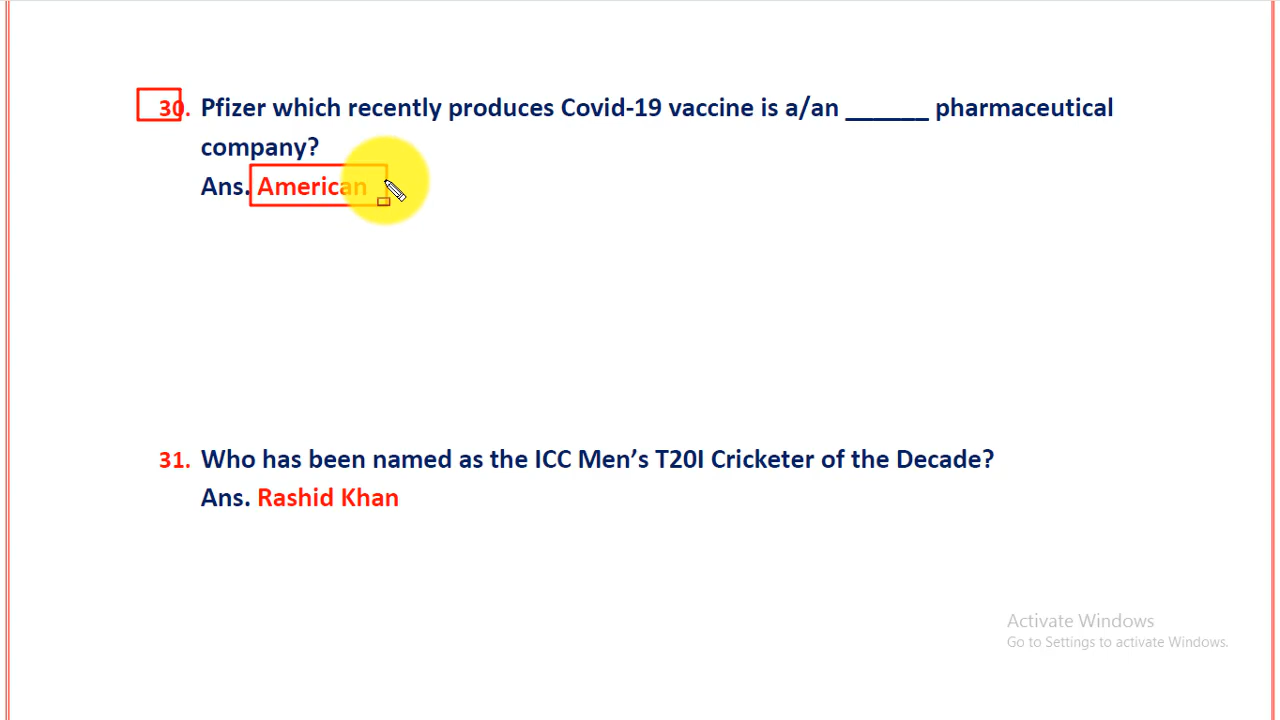 30. Pfizer which recently produces Covid-19 vaccine is a/an _______ pharmaceutical
company?
Ans. American
31. Who has been named as the ICC Men’s T20I Cricketer of the Decade?
Ans. Rashid Khan
Activate Windows
Go to Settings to activate Windows.